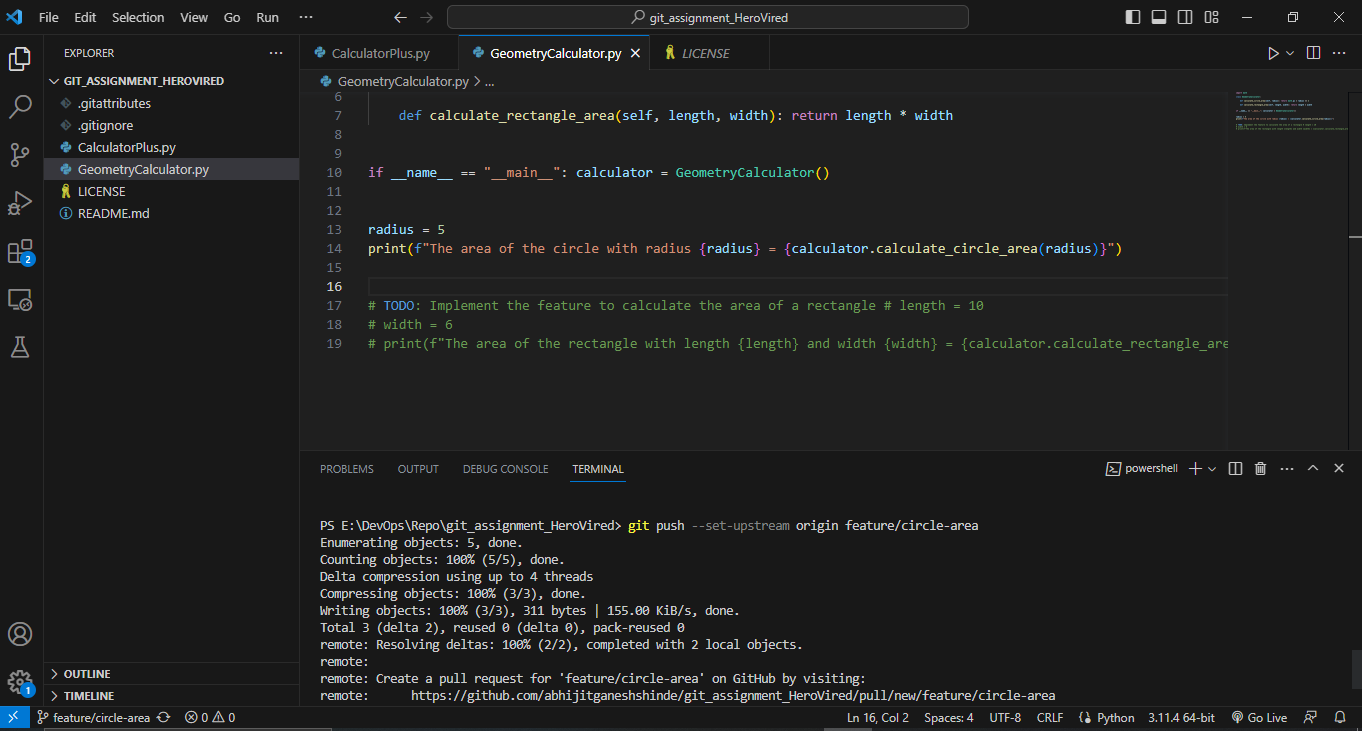 File Edit Selection View Go Run ··· git_assignment_HeroVired
EXPLORER ···
GIT_ASSIGNMENT_HEROVIRED
.gitattributes
.gitignore
CalculatorPlus.py
GeometryCalculator.py
LICENSE
README.md
OUTLINE
TIMELINE
2
1
CalculatorPlus.py GeometryCalculator.py LICENSE
GeometryCalculator.py > ...
6
7 def calculate_rectangle_area(self, length, width): return length * width
8
9
10 if __name__ == "__main__": calculator = GeometryCalculator()
11
12
13 radius = 5
14 print(f"The area of the circle with radius {radius} = {calculator.calculate_circle_area(radius)}")
15
16
17 # TODO: Implement the feature to calculate the area of a rectangle # length = 10
18 # width = 6
19 # print(f"The area of the rectangle with length {length} and width {width} = {calculator.calculate_rectangle_are
PROBLEMS OUTPUT DEBUG CONSOLE TERMINAL powershell
PS E:\DevOps\Repo\git_assignment_HeroVired> git push --set-upstream origin feature/circle-area
Enumerating objects: 5, done.
Counting objects: 100% (5/5), done.
Delta compression using up to 4 threads
Compressing objects: 100% (3/3), done.
Writing objects: 100% (3/3), 311 bytes | 155.00 KiB/s, done.
Total 3 (delta 2), reused 0 (delta 0), pack-reused 0
remote: Resolving deltas: 100% (2/2), completed with 2 local objects.
remote:
remote: Create a pull request for 'feature/circle-area' on GitHub by visiting:
remote: https://github.com/abhijitganeshshinde/git_assignment_HeroVired/pull/new/feature/circle-area
feature/circle-area 0 0 Ln 16, Col 2 Spaces: 4 UTF-8 CRLF Python 3.11.4 64-bit Go Live